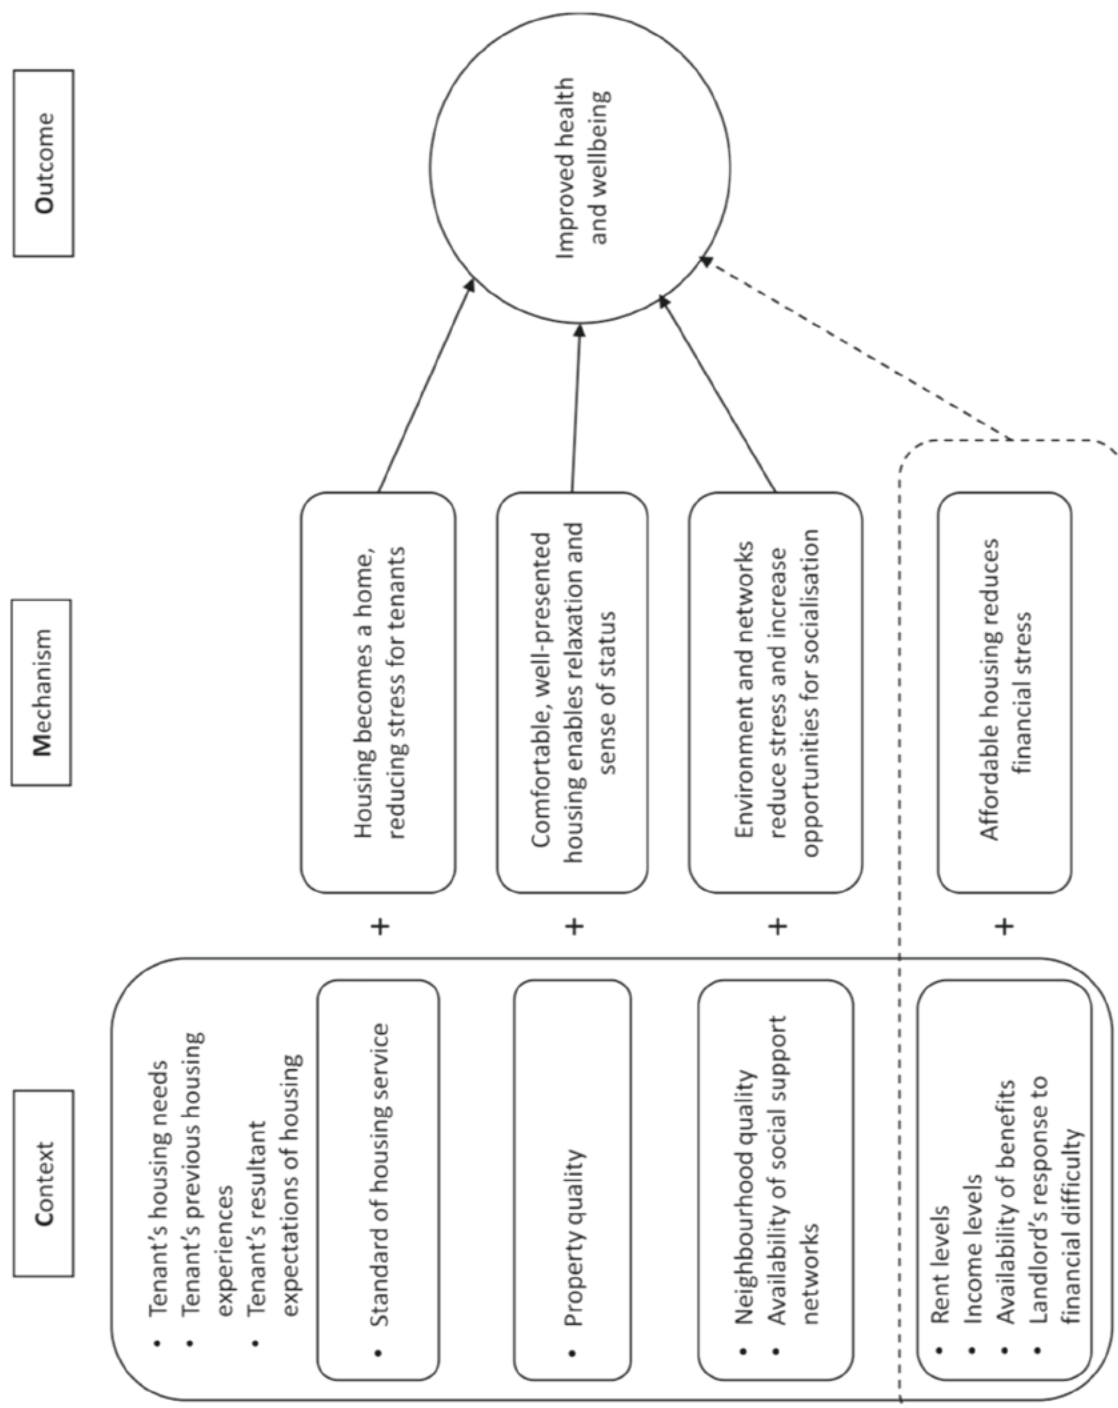 Context
Mechanism
Outcome
• Tenant's housing needs
• Tenant's previous housing
experiences
• Tenant's resultant
expectations of housing
• Standard of housing service
+
Housing becomes a home,
reducing stress for tenants
• Property quality
+
Comfortable, well-presented
housing enables relaxation and
sense of status
• Neighbourhood quality
• Availability of social support
networks
+
Environment and networks
reduce stress and increase
opportunities for socialisation
• Rent levels
• Income levels
• Availability of benefits
• Landlord's response to
financial difficulty
+
Affordable housing reduces
financial stress
Improved health
and wellbeing